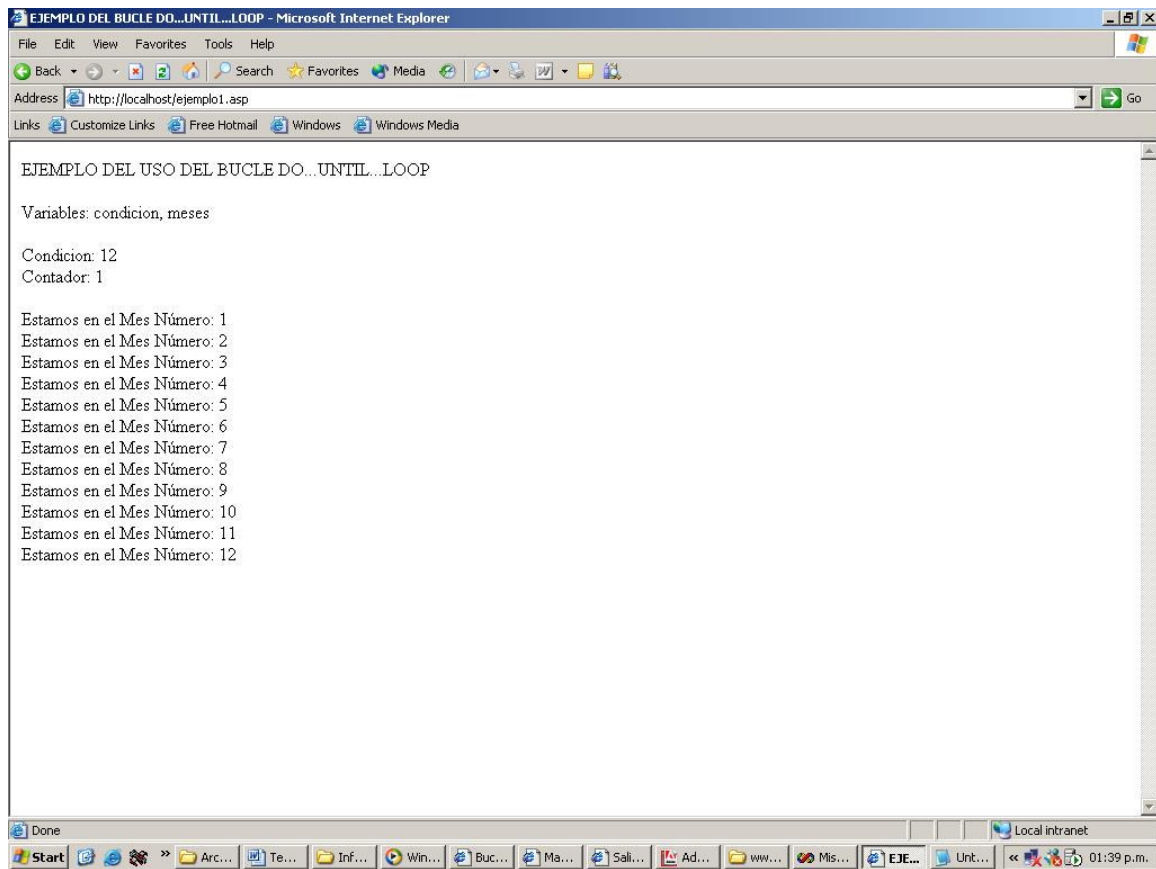 EJEMPLO DEL BUCLE DO...UNTIL...LOOP - Microsoft Internet Explorer
File Edit View Favorites Tools Help
Back Search Favorites Media
Address http://localhost/ejemplo1.asp Go
Links Customize Links Free Hotmail Windows Windows Media
EJEMPLO DEL USO DEL BUCLE DO...UNTIL...LOOP
Variables: condicion, meses
Condicion: 12
Contador: 1
Estamos en el Mes Número: 1
Estamos en el Mes Número: 2
Estamos en el Mes Número: 3
Estamos en el Mes Número: 4
Estamos en el Mes Número: 5
Estamos en el Mes Número: 6
Estamos en el Mes Número: 7
Estamos en el Mes Número: 8
Estamos en el Mes Número: 9
Estamos en el Mes Número: 10
Estamos en el Mes Número: 11
Estamos en el Mes Número: 12
Done Local intranet
Start » Arc... Te... Inf... Win... Buc... Ma... Sali... Ad... ww... Mis... EJE... Unt... « 01:39 p.m.